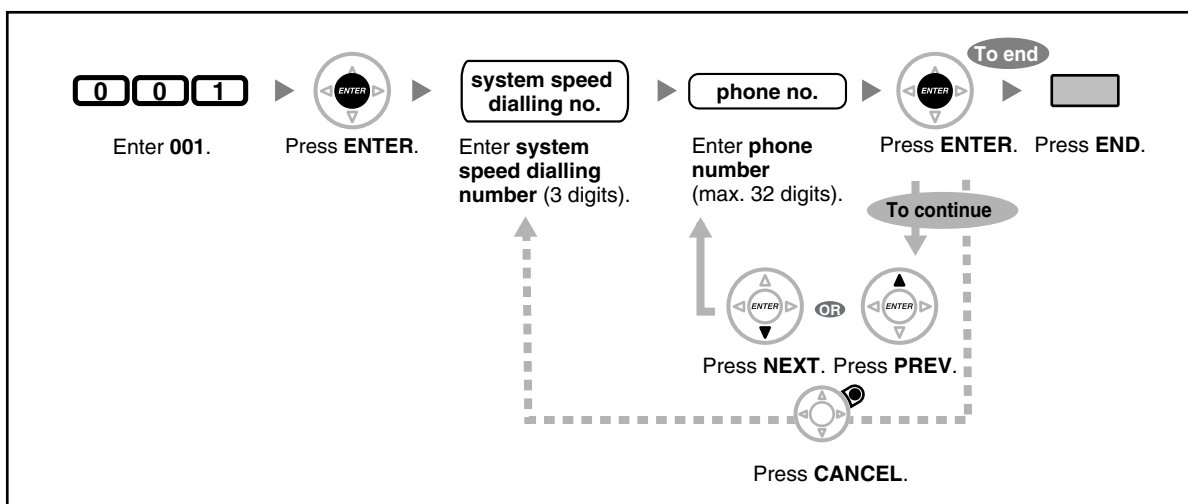 To end
0 0 1
ENTER
system speed
dialling no.
phone no.
ENTER
Enter 001.
Press ENTER.
Enter system
speed dialling
number (3 digits).
Enter phone
number
(max. 32 digits).
Press ENTER.
Press END.
To continue
ENTER
OR
ENTER
Press NEXT.
Press PREV.
Press CANCEL.